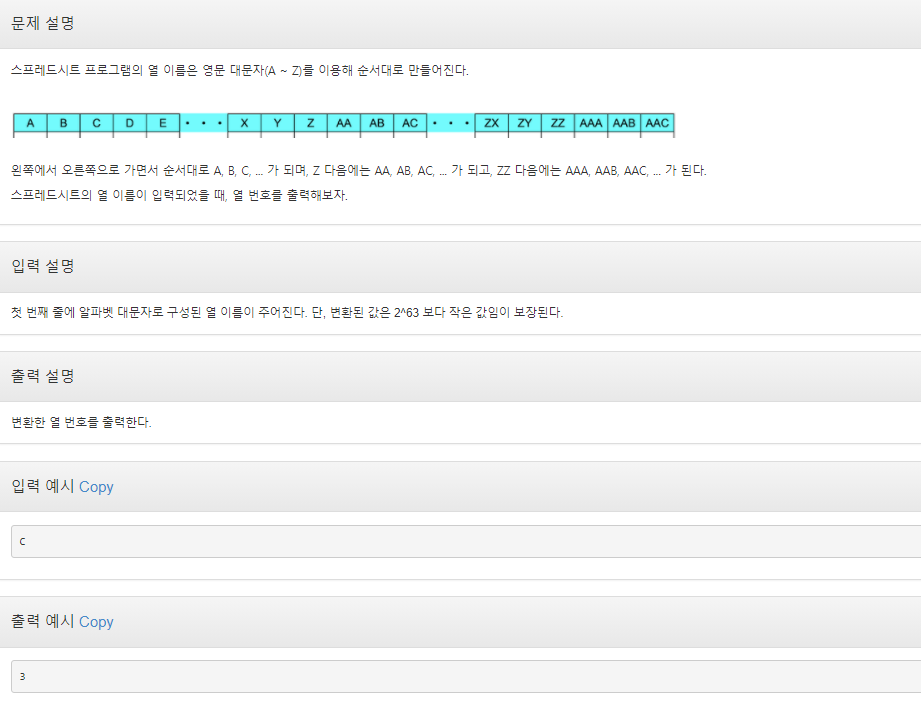 문제 설명
스프레드시트 프로그램의 열 이름은 영문 대문자(A ~ Z)를 이용해 순서대로 만들어진다.
A B C D E • • • X Y Z AA AB AC • • • ZX ZY ZZ AAA AAB AAC
왼쪽에서 오른쪽으로 가면서 순서대로 A, B, C, ... 가 되며, Z 다음에는 AA, AB, AC, ... 가 되고, ZZ 다음에는 AAA, AAB, AAC, ... 가 된다.
스프레드시트의 열 이름이 입력되었을 때, 열 번호를 출력해보자.
입력 설명
첫 번째 줄에 알파벳 대문자로 구성된 열 이름이 주어진다. 단, 변환된 값은 2^63 보다 작은 값임이 보장된다.
출력 설명
변환한 열 번호를 출력한다.
입력 예시 Copy
C
출력 예시 Copy
3